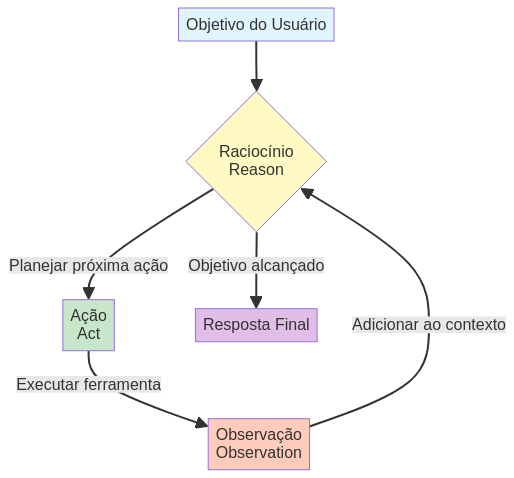 Objetivo do Usuário
Raciocínio
Reason
Planejar próxima ação
Objetivo alcançado
Ação
Act
Resposta Final
Adicionar ao contexto
Executar ferramenta
Observação
Observation